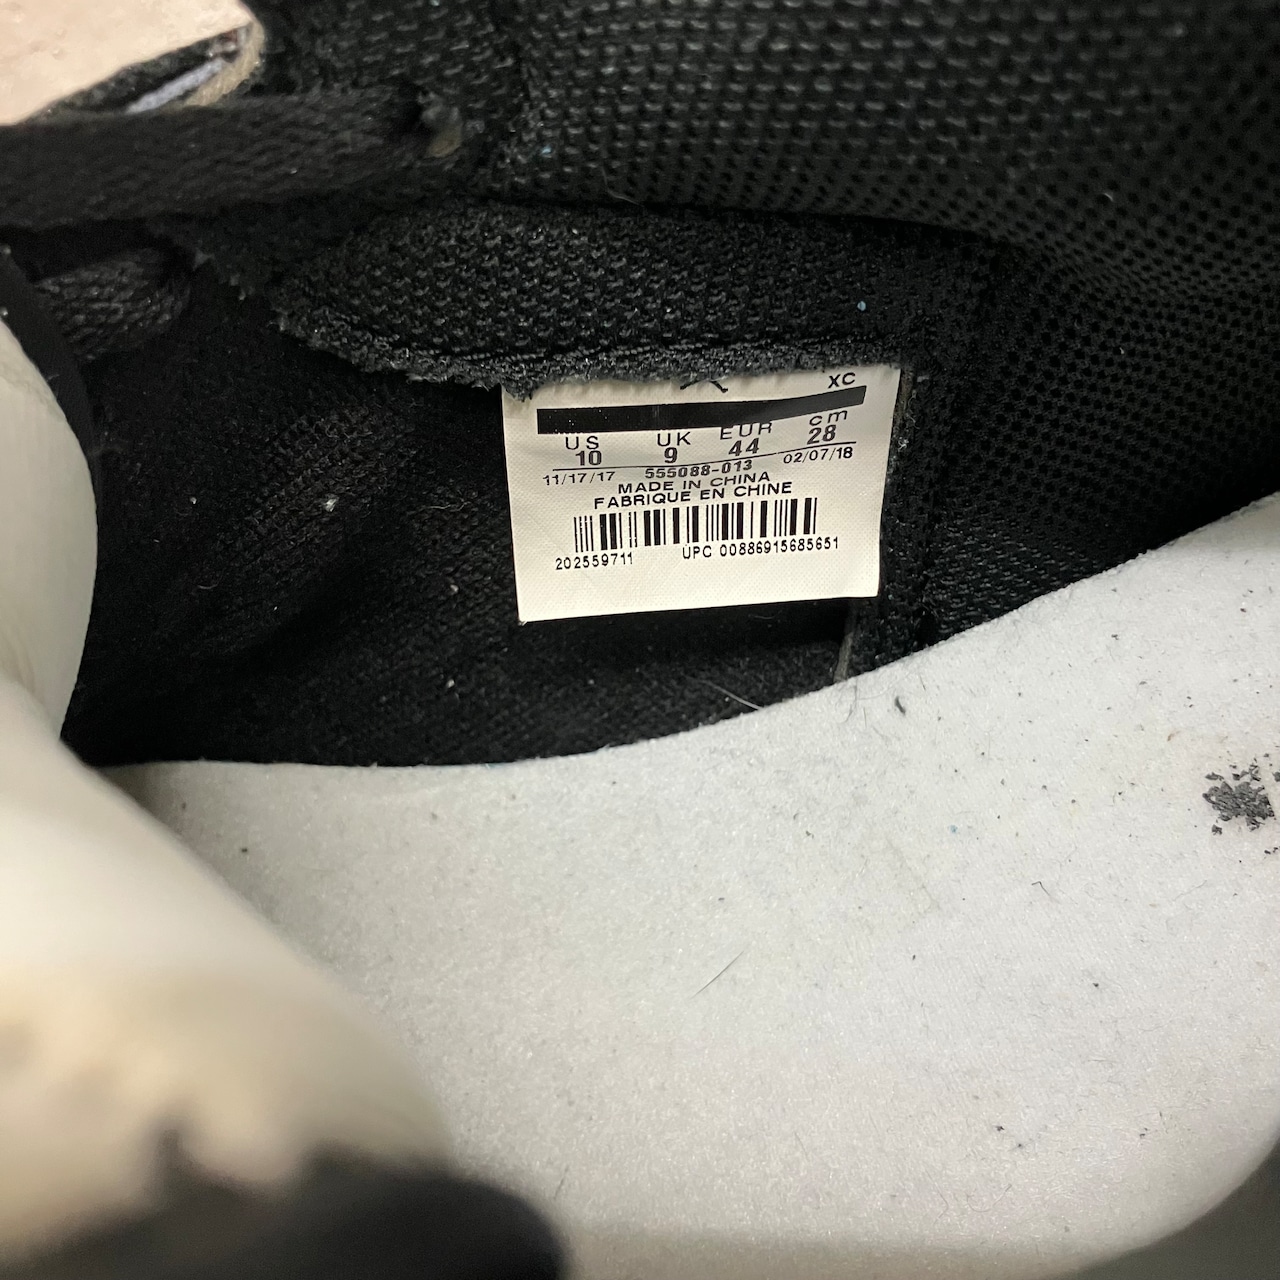 XC
US UK EUR cm
10 9 44 28
11/17/17 555088-013 02/07/18
MADE IN CHINA
FABRIQUE EN CHINE
202559711 UPC 00886915685651